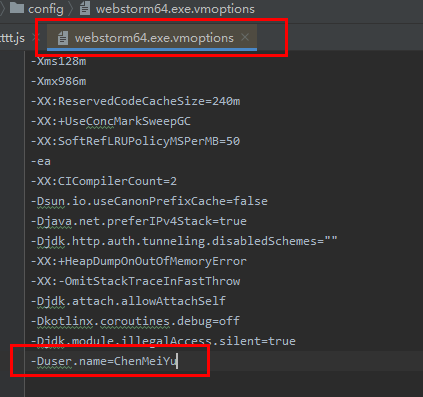 config webstorm64.exe.vmoptions
tttt.js webstorm64.exe.vmoptions
-Xms128m
-Xmx986m
-XX:ReservedCodeCacheSize=240m
-XX:+UseConcMarkSweepGC
-XX:SoftRefLRUPolicyMSPerMB=50
-ea
-XX:CICompilerCount=2
-Dsun.io.useCanonPrefixCache=false
-Djava.net.preferIPv4Stack=true
-Djdk.http.auth.tunneling.disabledSchemes=""
-XX:+HeapDumpOnOutOfMemoryError
-XX:-OmitStackTraceInFastThrow
-Djdk.attach.allowAttachSelf
-Dkotlinx.coroutines.debug=off
-Djdk.module.illegalAccess.silent=true
-Duser.name=ChenMeiYu